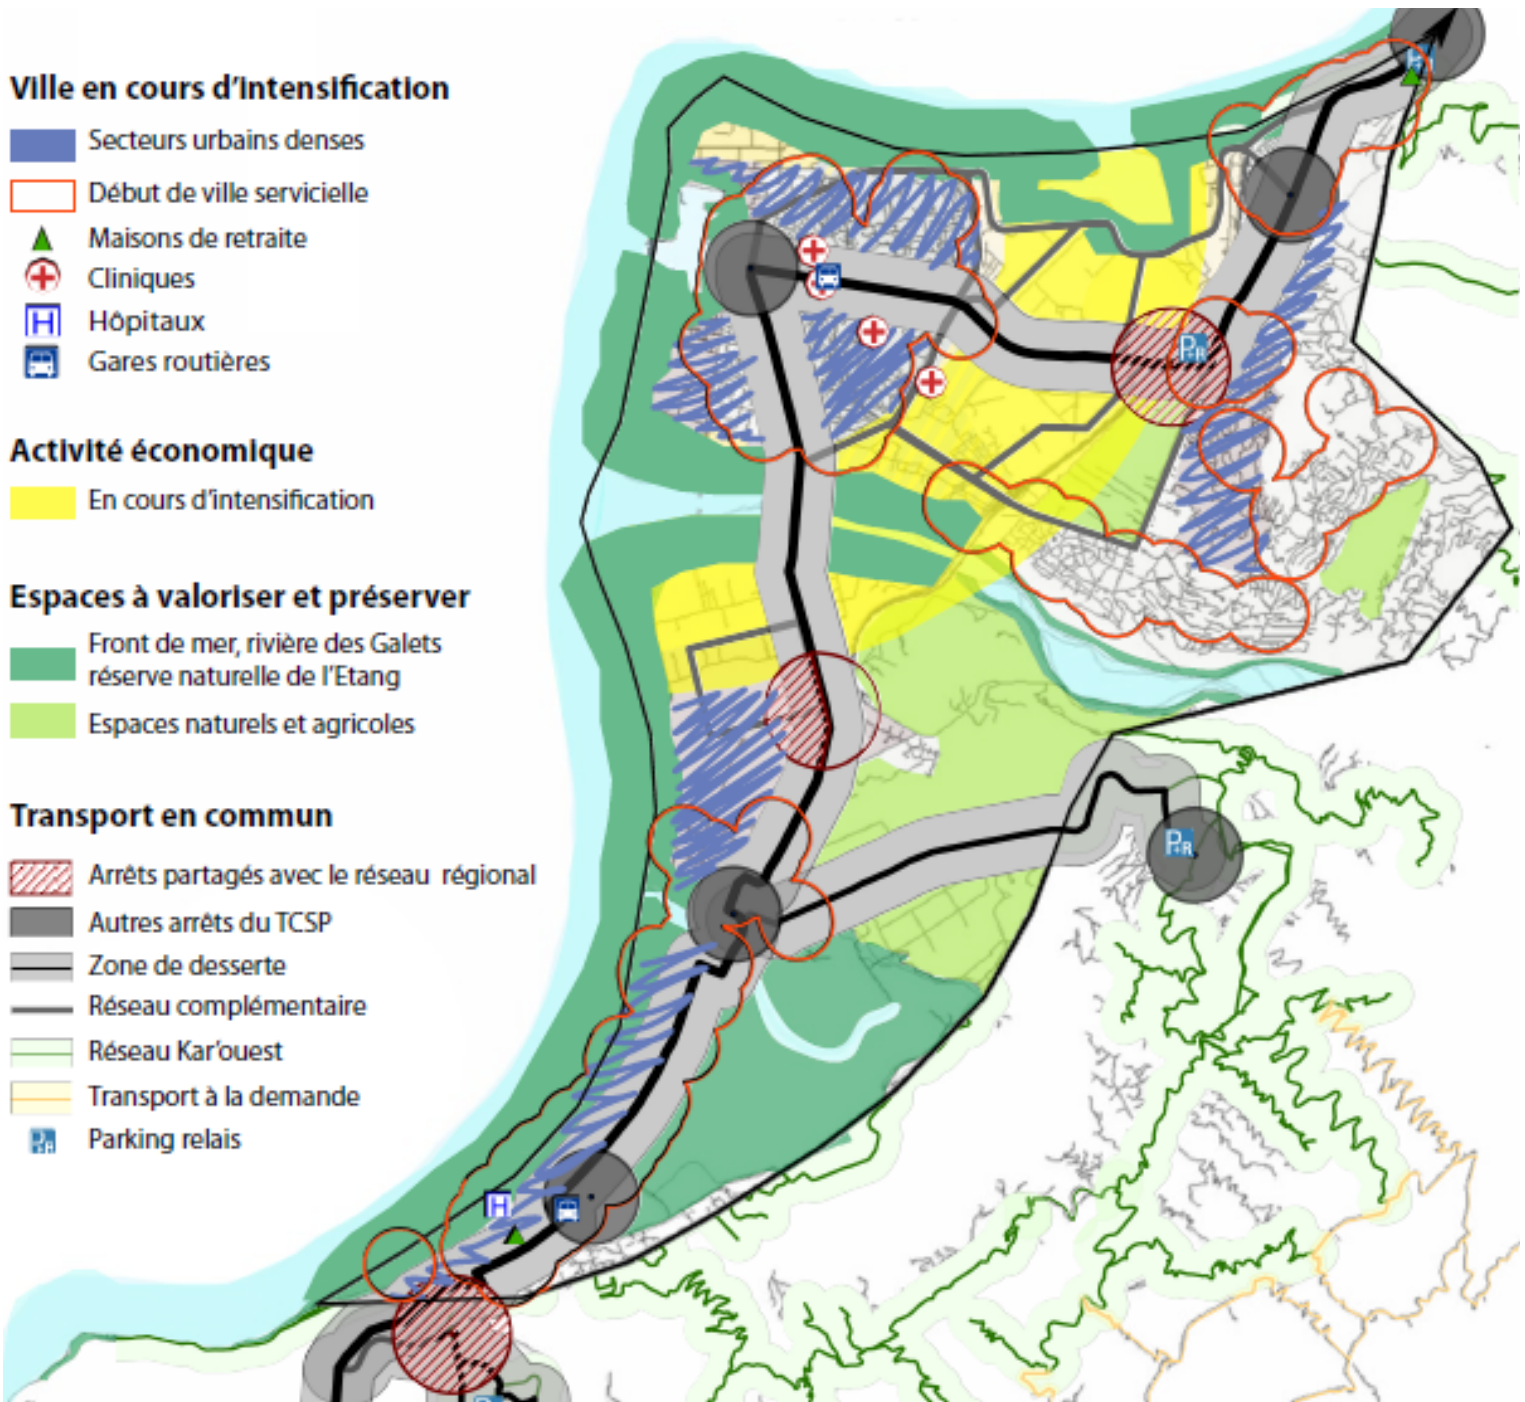 Ville en cours d'intensification
Secteurs urbains denses
Début de ville servicielle
Maisons de retraite
Cliniques
H Hôpitaux
Gares routières
Activité économique
En cours d'intensification
Espaces à valoriser et préserver
Front de mer, rivière des Galets
réserve naturelle de l'Etang
Espaces naturels et agricoles
Transport en commun
Arrêts partagés avec le réseau régional
Autres arrêts du TCSP
Zone de desserte
Réseau complémentaire
Réseau Kar'ouest
Transport à la demande
P+R Parking relais
P+R
P+R
H